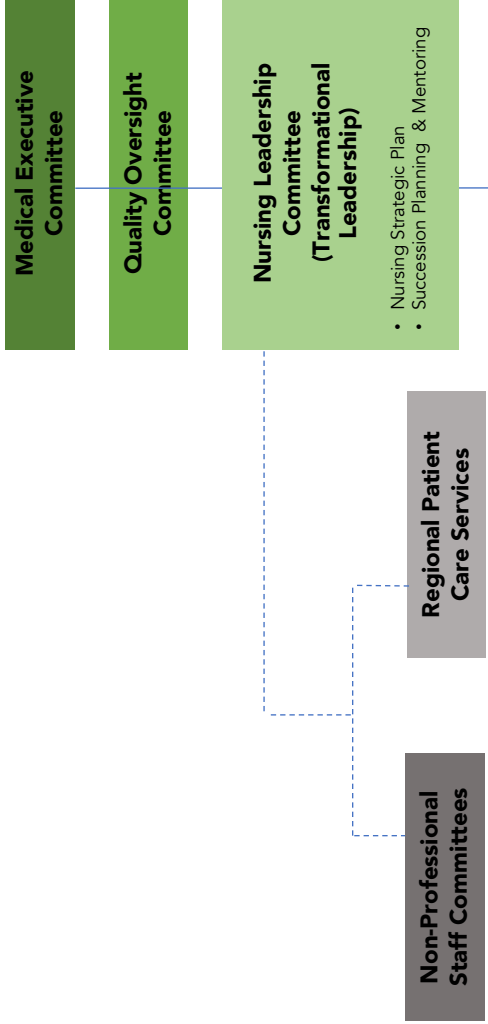 Medical Executive
Committee
Quality Oversight
Committee
Nursing Leadership
Committee
(Transformational
Leadership)
• Nursing Strategic Plan
• Succession Planning & Mentoring
Regional Patient
Care Services
Non-Professional
Staff Committees